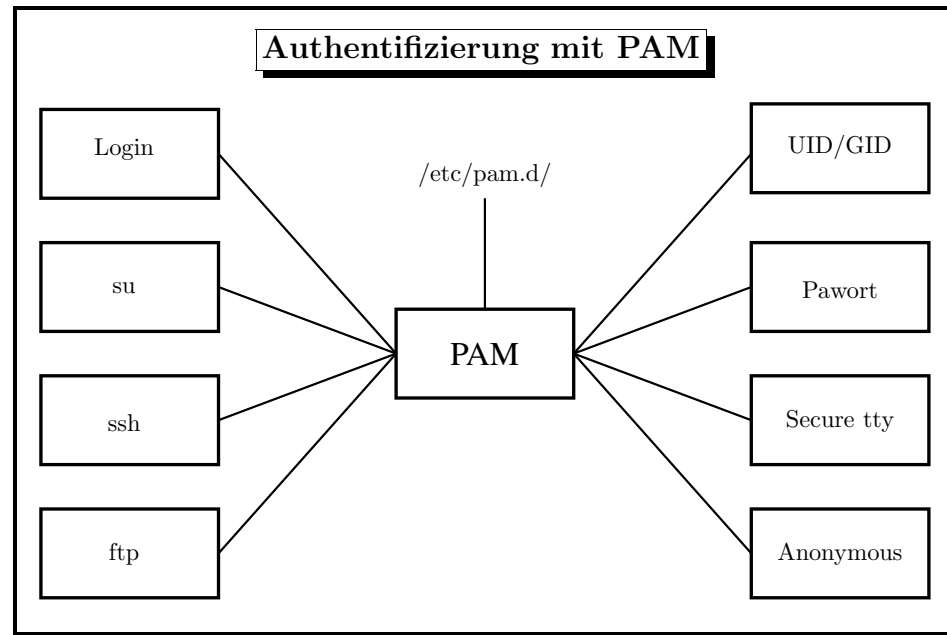 Authentifizierung mit PAM
Login
su
ssh
ftp
/etc/pam.d/
PAM
UID/GID
Pawort
Secure tty
Anonymous